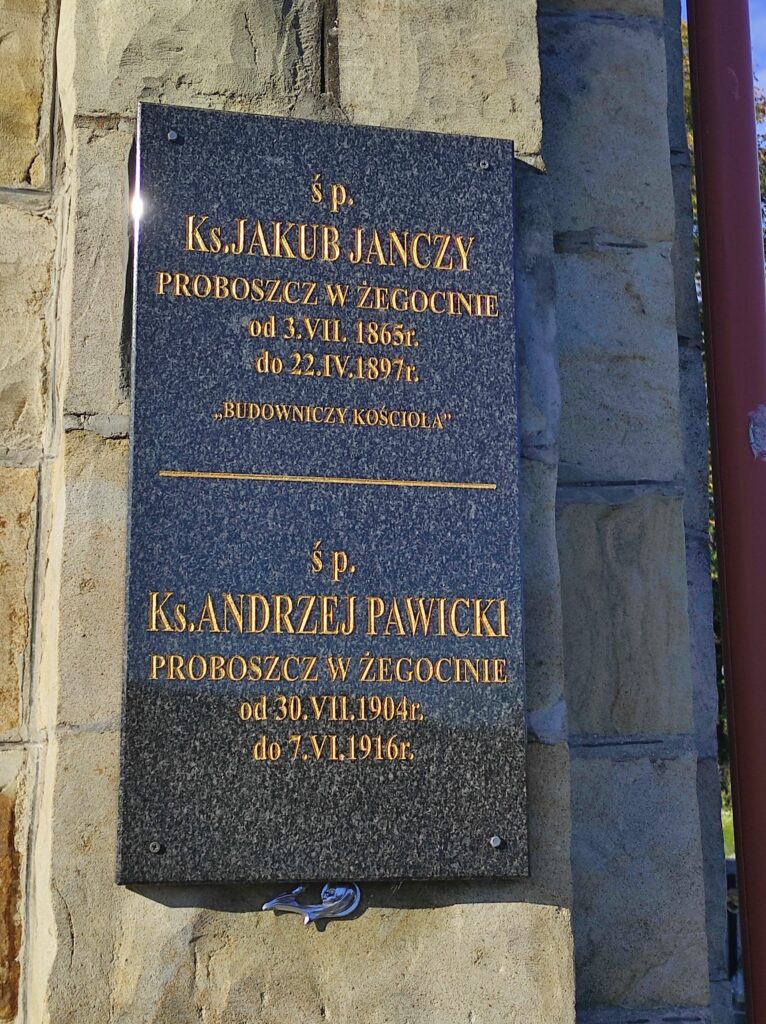 ś p.
Ks.JAKUB JANCZY
PROBOSZCZ W ŻEGOCINIE
od 3.VII. 1865r.
do 22.IV.1897r.
„BUDOWNICZY KOŚCIOŁA”
ś p.
Ks.ANDRZEJ PAWICKI
PROBOSZCZ W ŻEGOCINIE
od 30.VII.1904r.
do 7.VI.1916r.